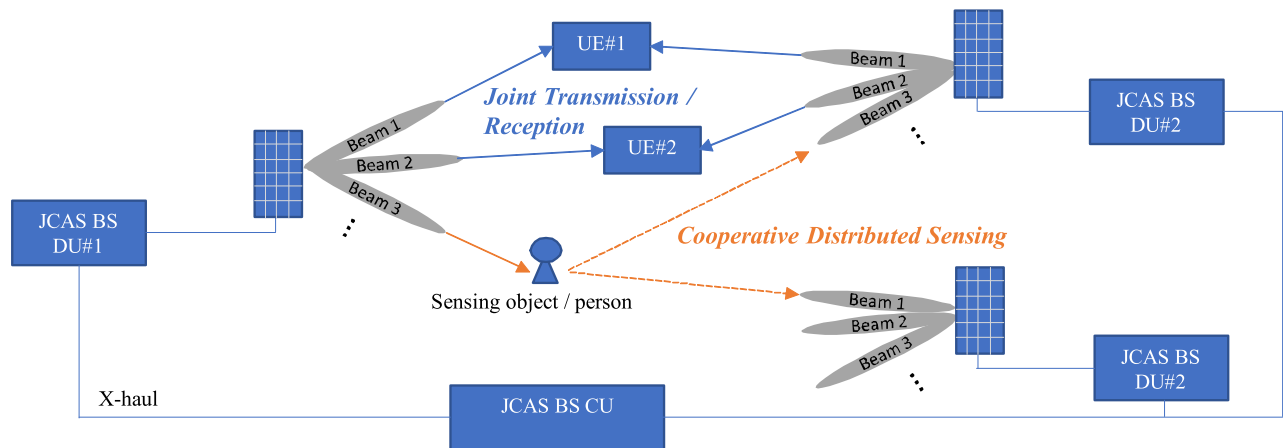 UE#1
Beam 1
Beam 2
Beam 3
...
Joint Transmission /
Reception
UE#2
JCAS BS
DU#2
Beam 1
Beam 2
Beam 3
...
JCAS BS
DU#1
Cooperative Distributed Sensing
Sensing object / person
Beam 1
Beam 2
Beam 3
...
JCAS BS
DU#2
X-haul
JCAS BS CU